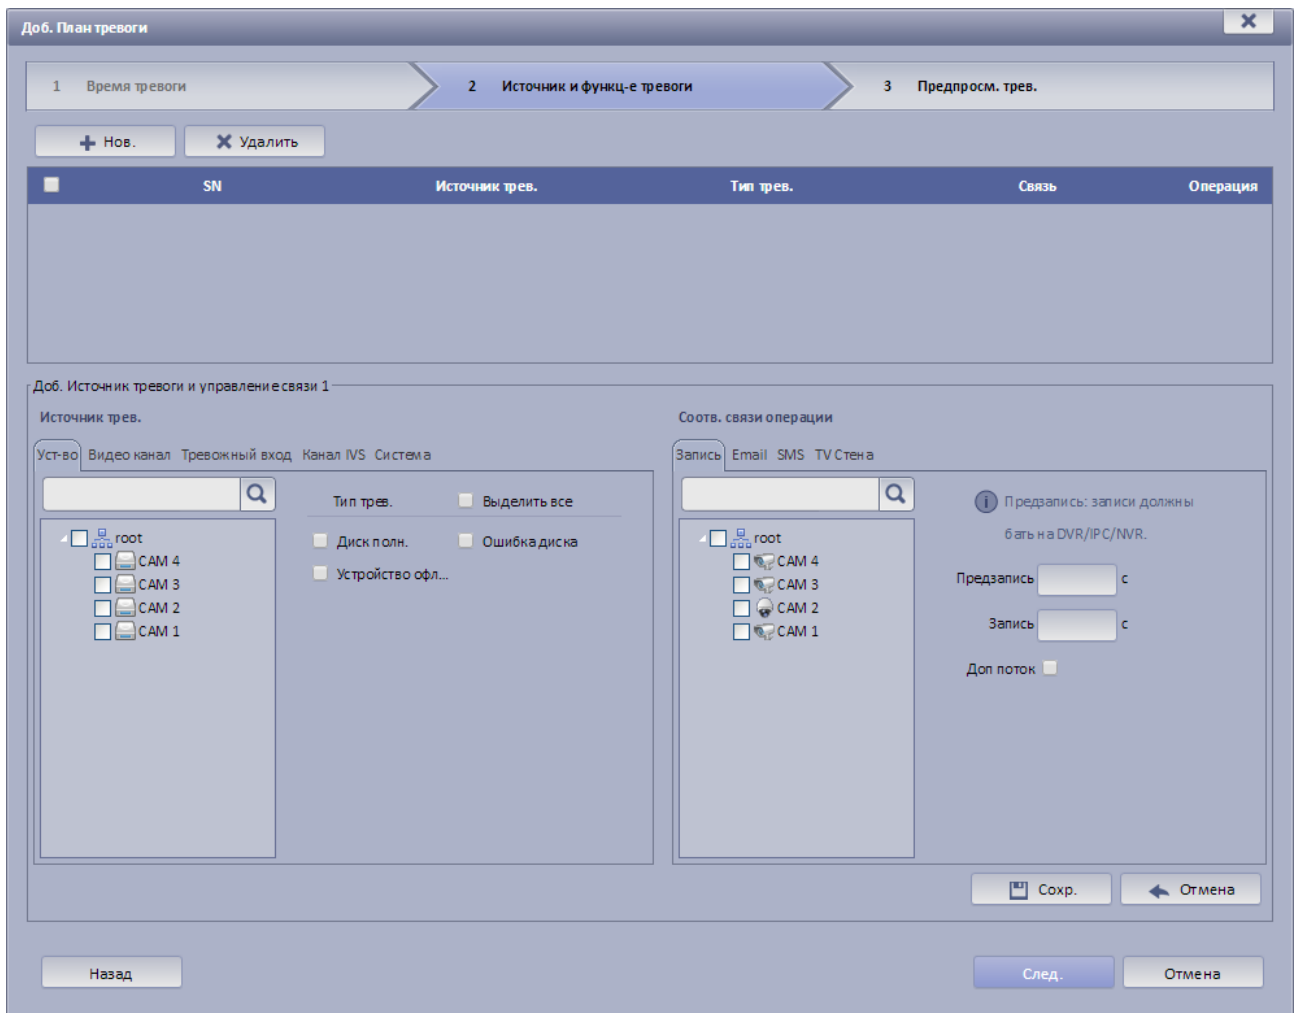 Доб. План тревоги
1 Время тревоги 2 Источник и функц-е тревоги 3 Предпросм. трев.
Нов. Удалить
SN Источник трев. Тип трев. Связь Операция
Доб. Источник тревоги и управление связи 1
Источник трев.
Уст-во Видео канал Тревожный вход Канал IVS Система
Тип трев. Выделить все
root
CAM 4
CAM 3
CAM 2
CAM 1
Диск полн. Ошибка диска
Устройство офл...
Соотв. связи операции
Запись Email SMS TV Стена
root
CAM 4
CAM 3
CAM 2
CAM 1
i Предзапись: записи должны
бать на DVR/IPC/NVR.
Предзапись с
Запись с
Доп поток
Сохр. Отмена
Назад След. Отмена